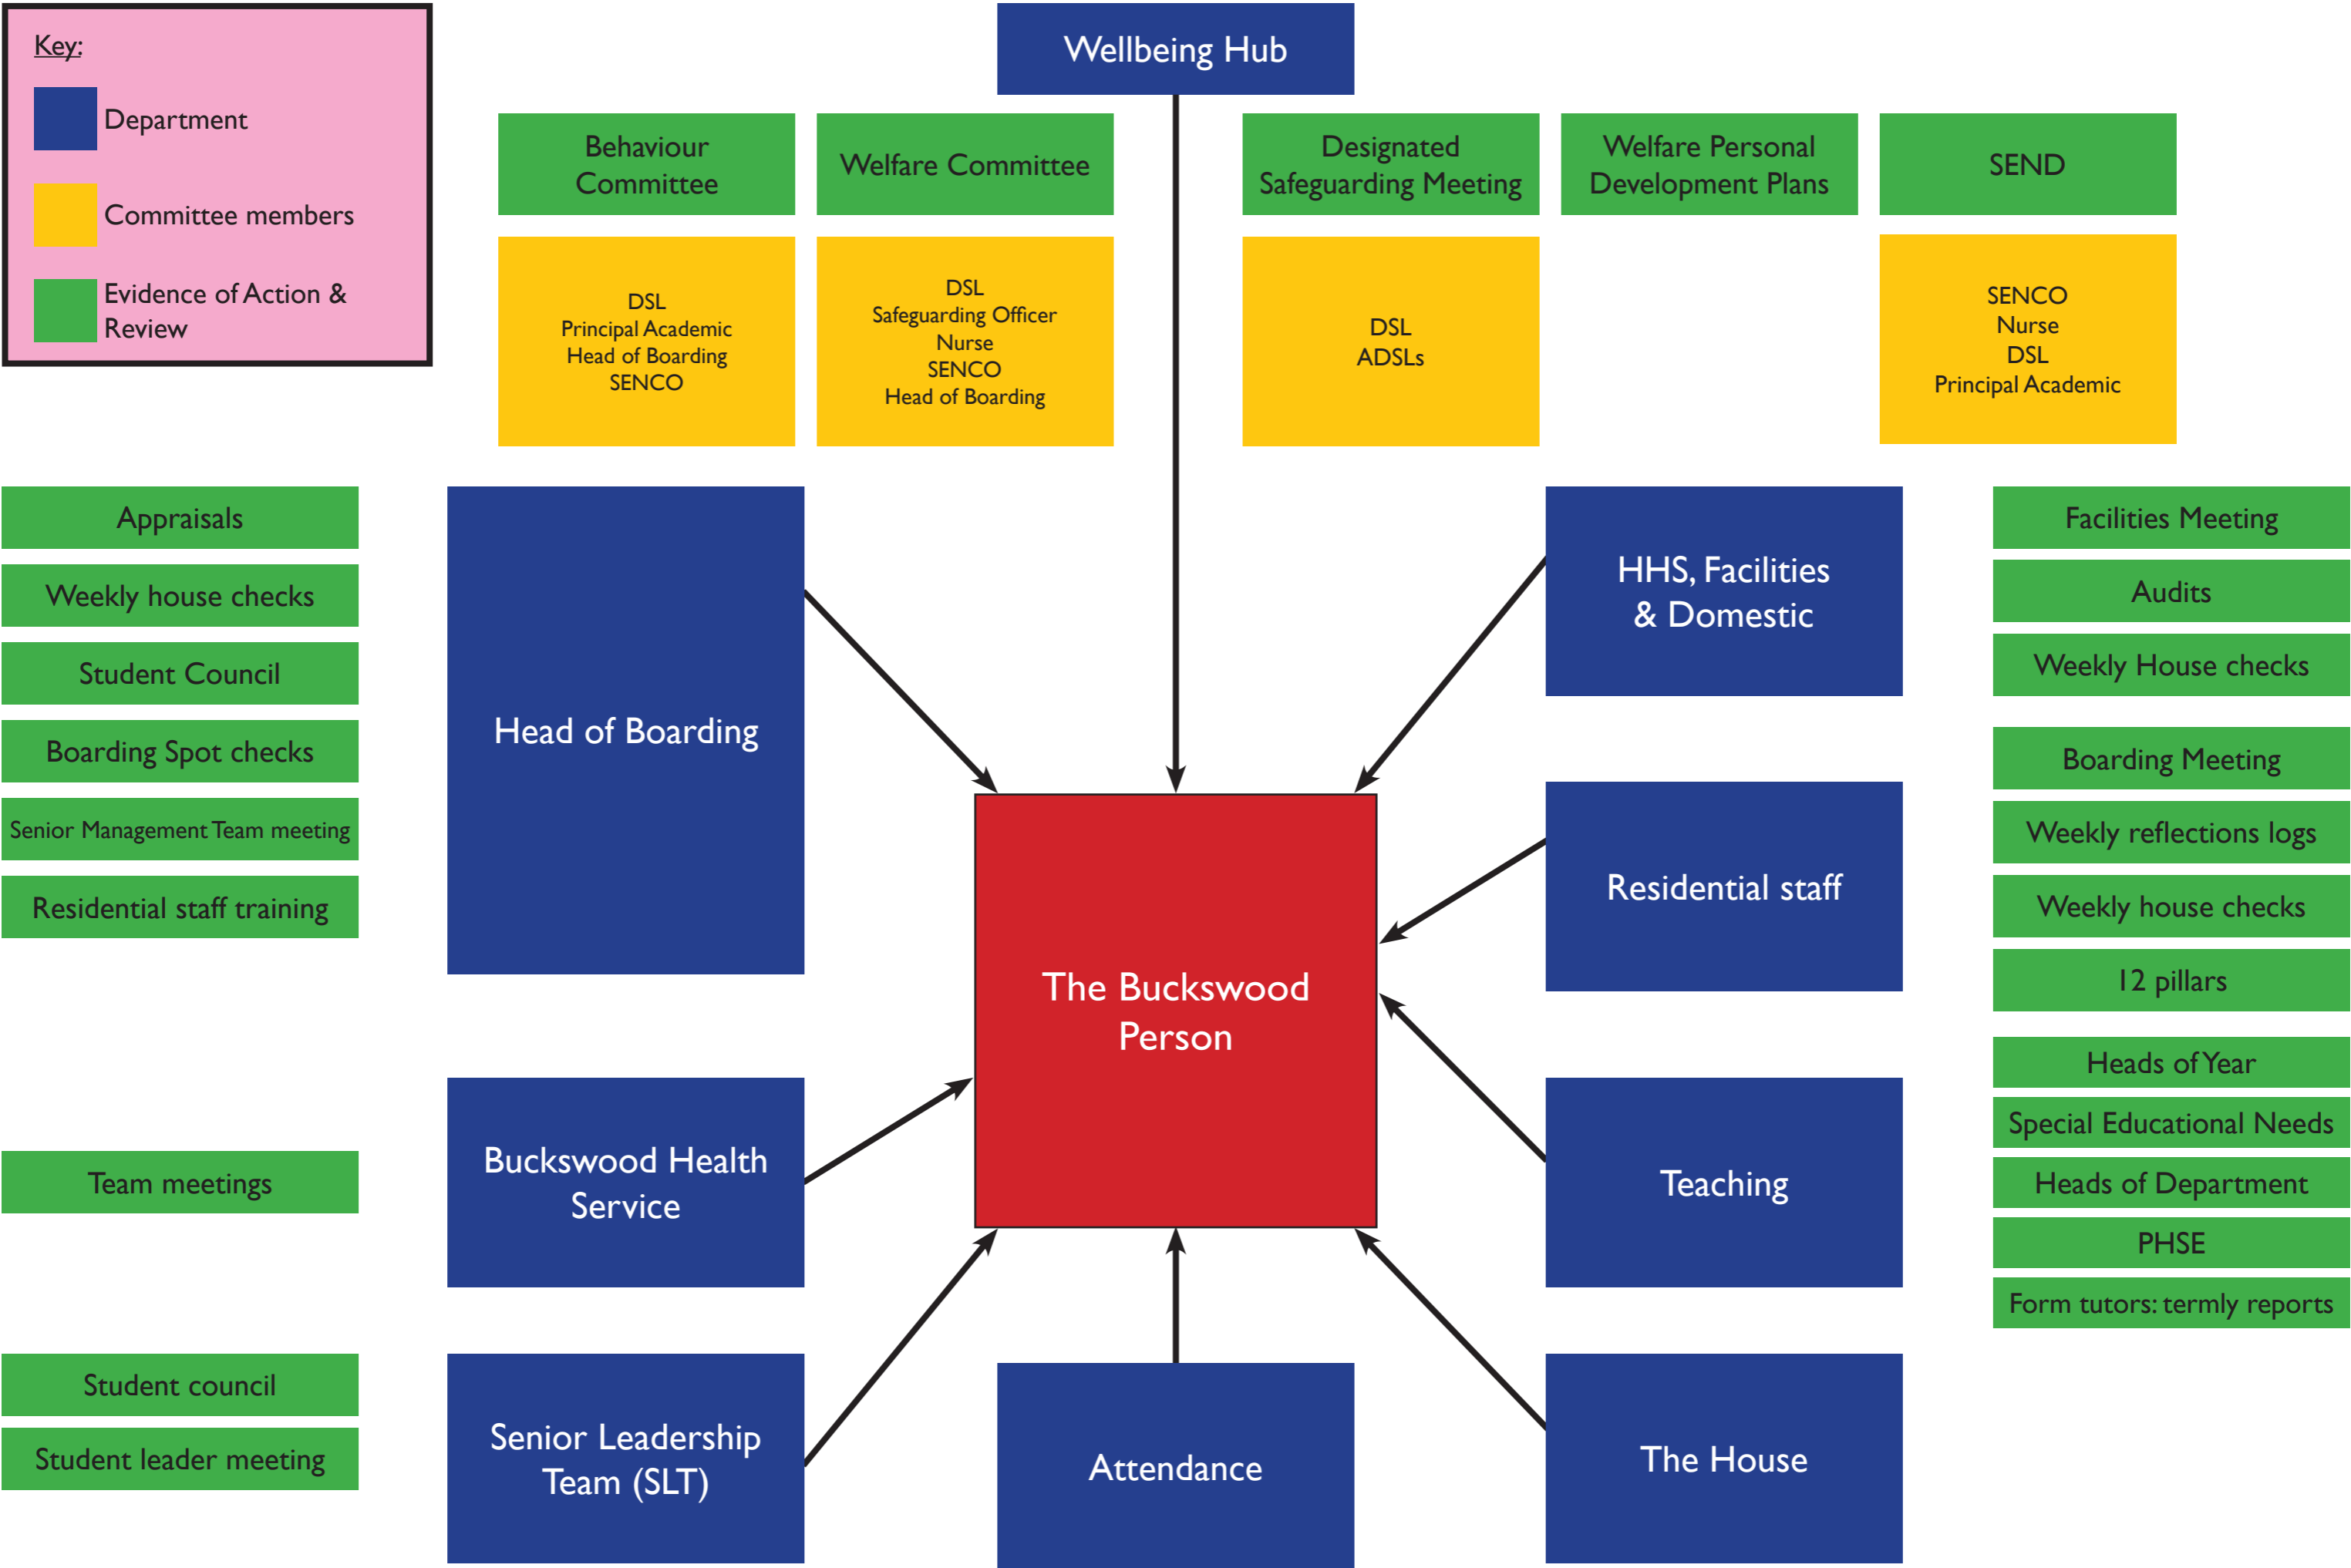 Key:
Department
Committee members
Evidence of Action &
Review
Wellbeing Hub
Behaviour
Committee
Welfare Committee
Designated
Safeguarding Meeting
Welfare Personal
Development Plans
SEND
DSL
Principal Academic
Head of Boarding
SENCO
DSL
Safeguarding Officer
Nurse
SENCO
Head of Boarding
DSL
ADSLs
SENCO
Nurse
DSL
Principal Academic
Appraisals
Weekly house checks
Student Council
Boarding Spot checks
Senior Management Team meeting
Residential staff training
Head of Boarding
HHS, Facilities
& Domestic
Facilities Meeting
Audits
Weekly House checks
Residential staff
Boarding Meeting
Weekly reflections logs
Weekly house checks
12 pillars
The Buckswood
Person
Team meetings
Buckswood Health
Service
Teaching
Heads of Year
Special Educational Needs
Heads of Department
PHSE
Form tutors: termly reports
Student council
Student leader meeting
Senior Leadership
Team (SLT)
Attendance
The House